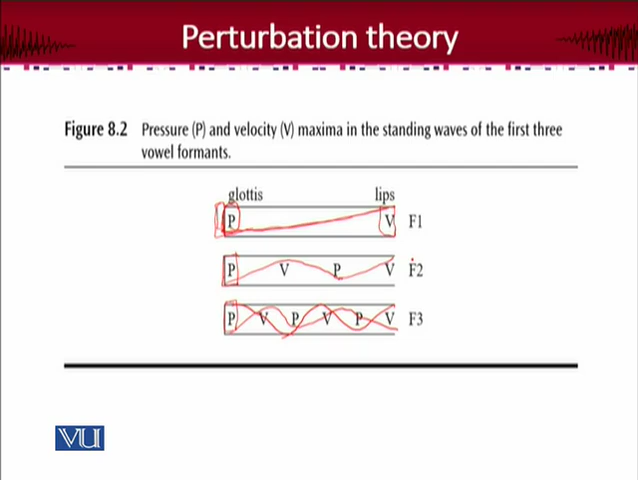 Perturbation theory
Figure 8.2 Pressure (P) and velocity (V) maxima in the standing waves of the first three
vowel formants.
glottis lips
P V F1
P V P V F2
P V P V P V F3
VU